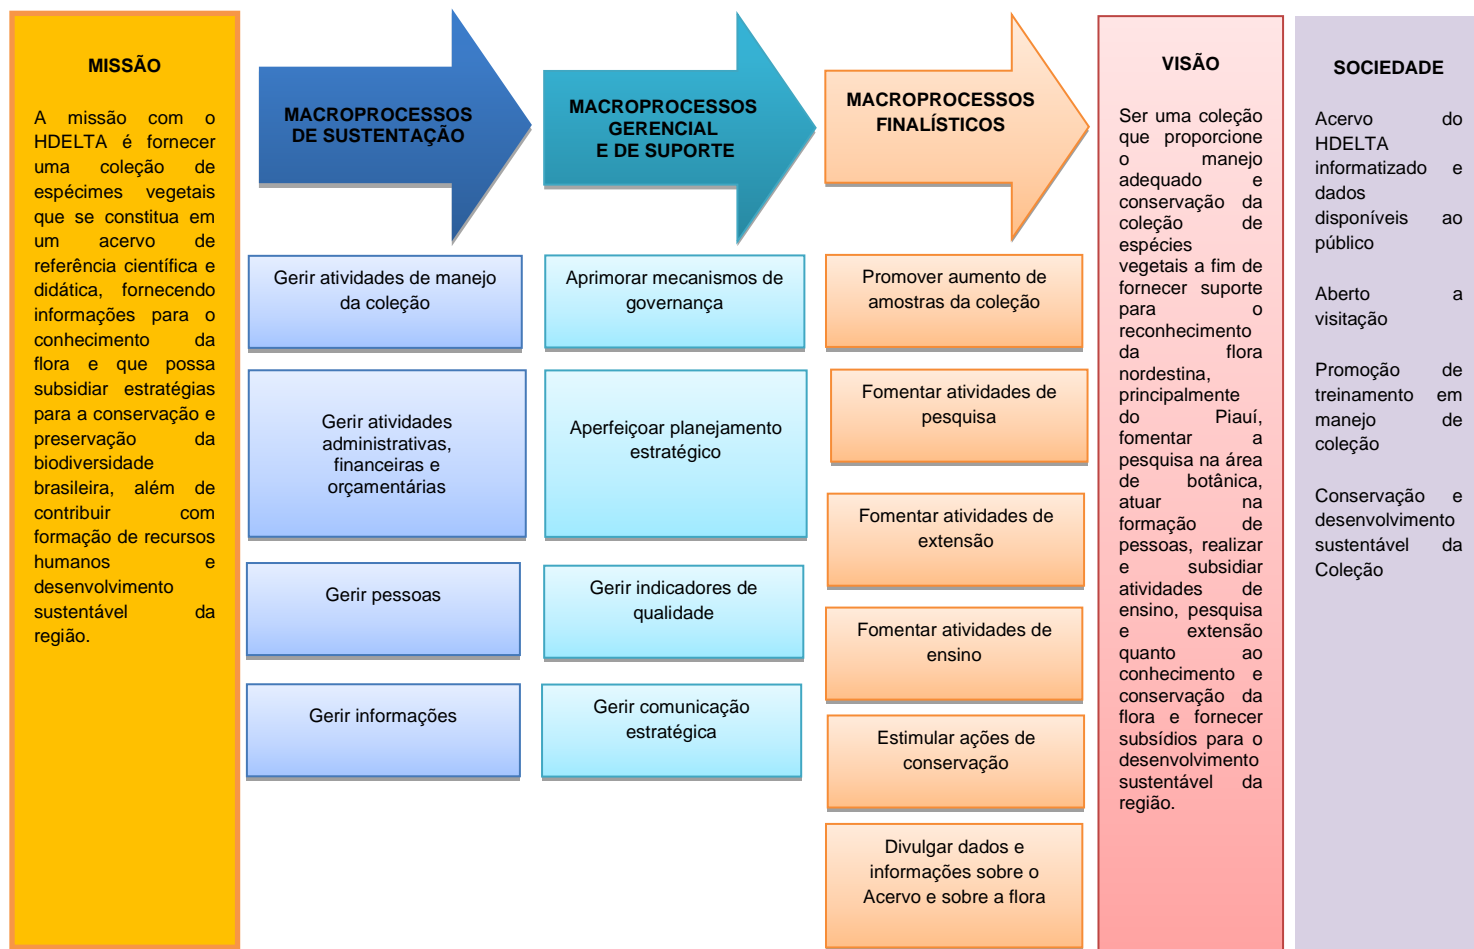 MISSÃO
A missão com o
HDELTA é fornecer
uma coleção de
espécimes vegetais
que se constitua em
um acervo de
referência científica e
didática, fornecendo
informações para o
conhecimento da
flora e que possa
subsidiar estratégias
para a conservação e
preservação da
biodiversidade
brasileira, além de
contribuir com
formação de recursos
humanos e
desenvolvimento
sustentável da
região.
MACROPROCESSOS
DE SUSTENTAÇÃO
Gerir atividades de manejo
da coleção
Gerir atividades
administrativas,
financeiras e
orçamentárias
Gerir pessoas
Gerir informações
MACROPROCESSOS
GERENCIAL
E DE SUPORTE
Aprimorar mecanismos de
governança
Aperfeiçoar planejamento
estratégico
Gerir indicadores de
qualidade
Gerir comunicação
estratégica
MACROPROCESSOS
FINALÍSTICOS
Promover aumento de
amostras da coleção
Fomentar atividades de
pesquisa
Fomentar atividades de
extensão
Fomentar atividades de
ensino
Estimular ações de
conservação
Divulgar dados e
informações sobre o
Acervo e sobre a flora
VISÃO
Ser uma coleção
que proporcione
o manejo
adequado e
conservação da
coleção de
espécies
vegetais a fim de
fornecer suporte
para o
reconhecimento
da flora
nordestina,
principalmente
do Piauí,
fomentar a
pesquisa na área
de botânica,
atuar na
formação de
pessoas, realizar
e subsidiar
atividades de
ensino, pesquisa
e extensão
quanto ao
conhecimento e
conservação da
flora e fornecer
subsídios para o
desenvolvimento
sustentável da
região.
SOCIEDADE
Acervo do
HDELTA
informatizado e
dados
disponíveis ao
público
Aberto a
visitação
Promoção de
treinamento em
manejo de
coleção
Conservação e
desenvolvimento
sustentável da
Coleção